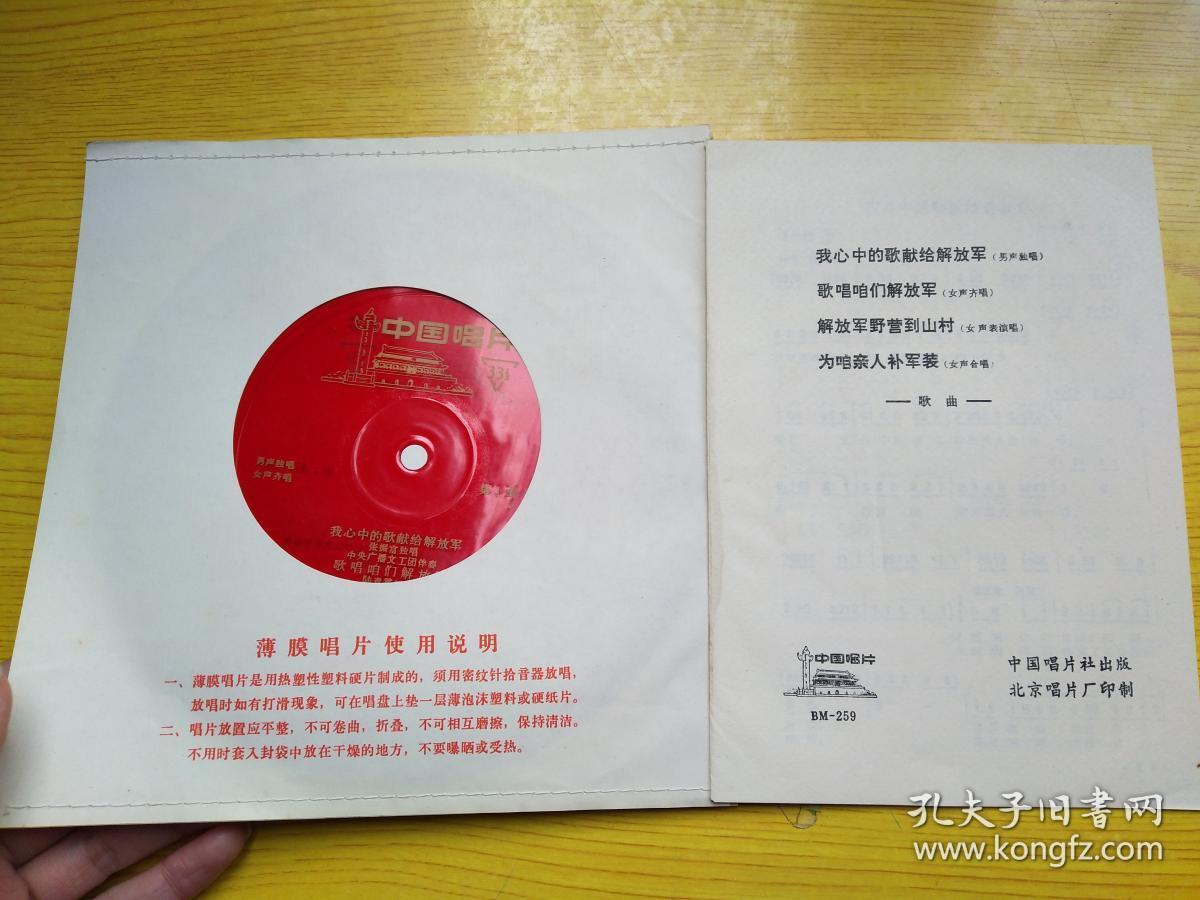 中国唱片
33⅓
男声独唱
女声齐唱
我心中的歌献给解放军
张振富独唱
中央广播文工团伴奏
歌唱咱们解放
薄膜唱片使用说明
一、薄膜唱片是用热塑性塑料硬片制成的，须用密纹针拾音器放唱，
放唱时如有打滑现象，可在唱盘上垫一层薄泡沫塑料或硬纸片。
二、唱片放置应平整，不可卷曲，折叠，不可相互磨擦，保持清洁。
不用时套入封袋中放在干燥的地方，不要曝晒或受热。
我心中的歌献给解放军（男声独唱）
歌唱咱们解放军（女声齐唱）
解放军野营到山村（女声表演唱）
为咱亲人补军装（女声合唱）
——歌曲——
中国唱片
BM-259
中国唱片社出版
北京唱片厂印制
孔夫子旧书网
www.kongfz.com